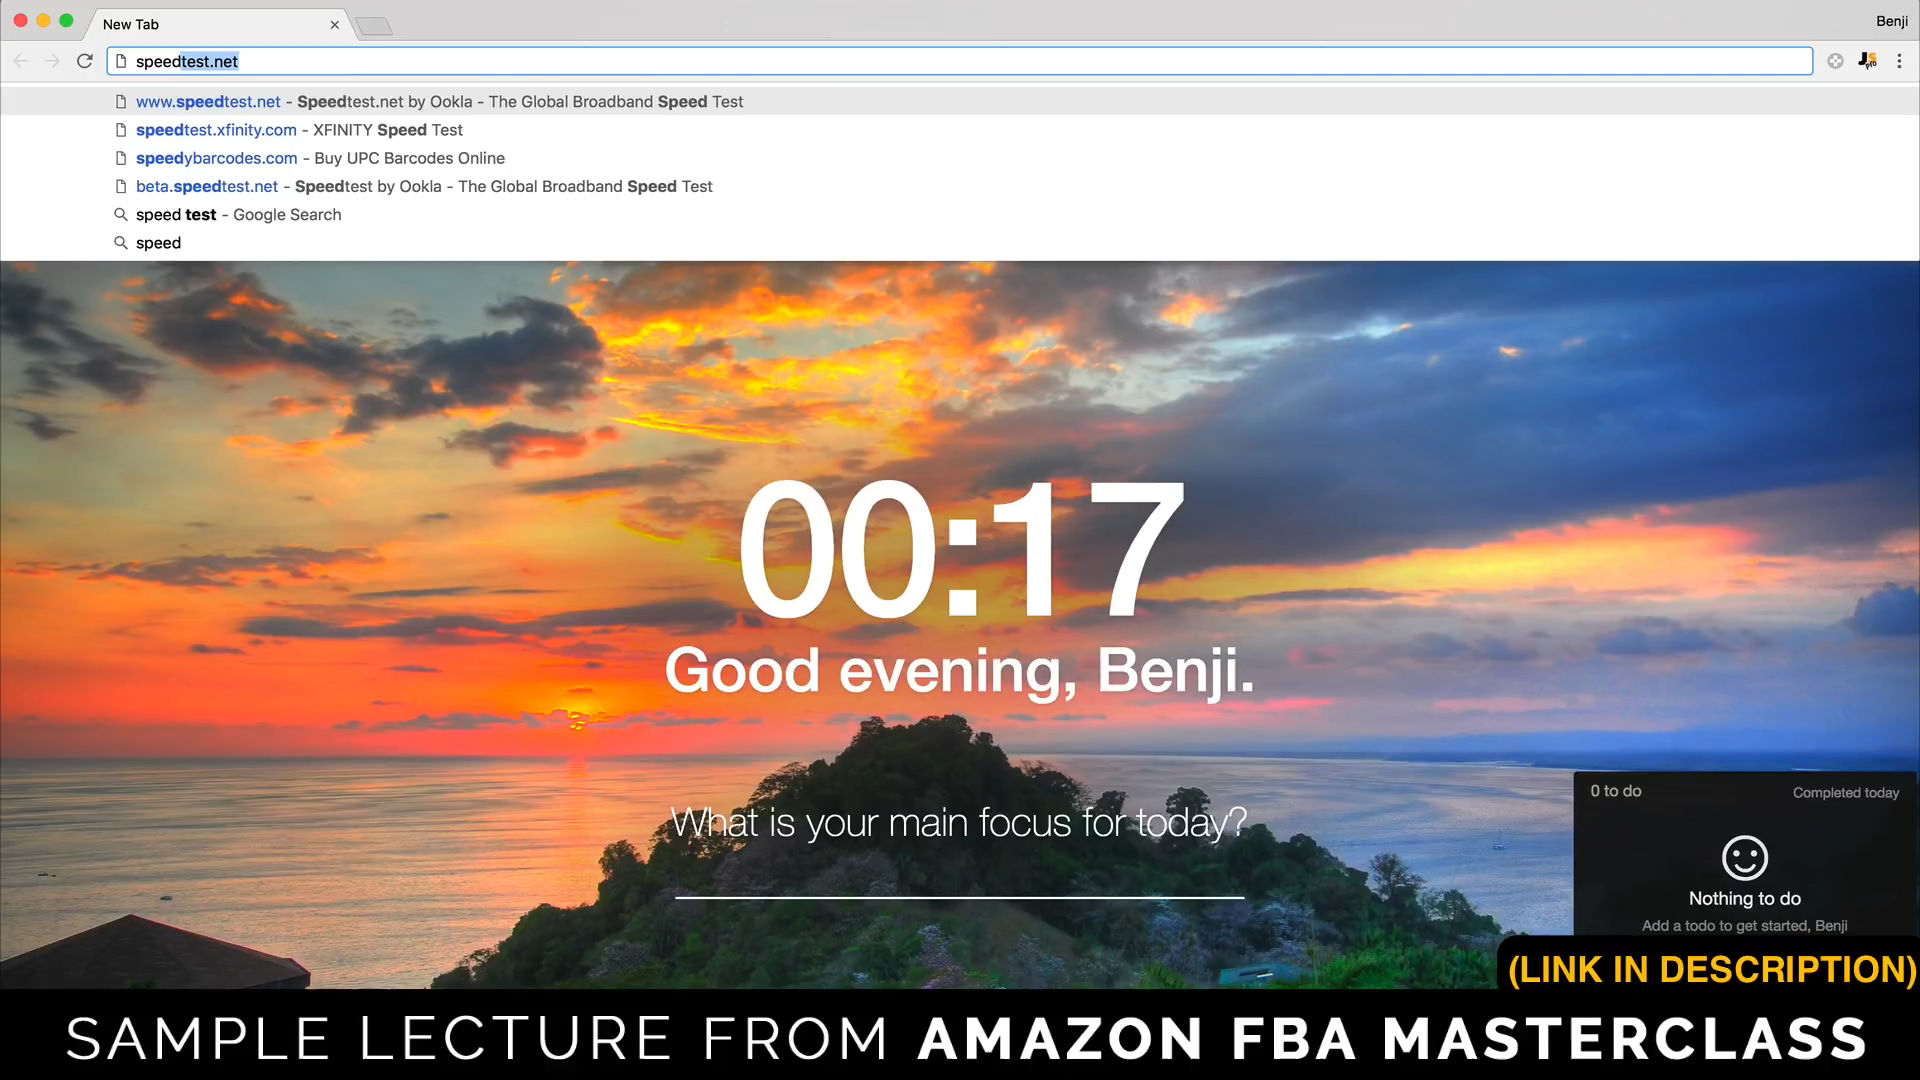 New Tab
Benji
speedtest.net
www.speedtest.net - Speedtest.net by Ookla - The Global Broadband Speed Test
speedtest.xfinity.com - XFINITY Speed Test
speedybarcodes.com - Buy UPC Barcodes Online
beta.speedtest.net - Speedtest by Ookla - The Global Broadband Speed Test
speed test - Google Search
speed
00:17
Good evening, Benji.
What is your main focus for today?
0 to do
Completed today
Nothing to do
Add a todo to get started, Benji
(LINK IN DESCRIPTION)
SAMPLE LECTURE FROM AMAZON FBA MASTERCLASS